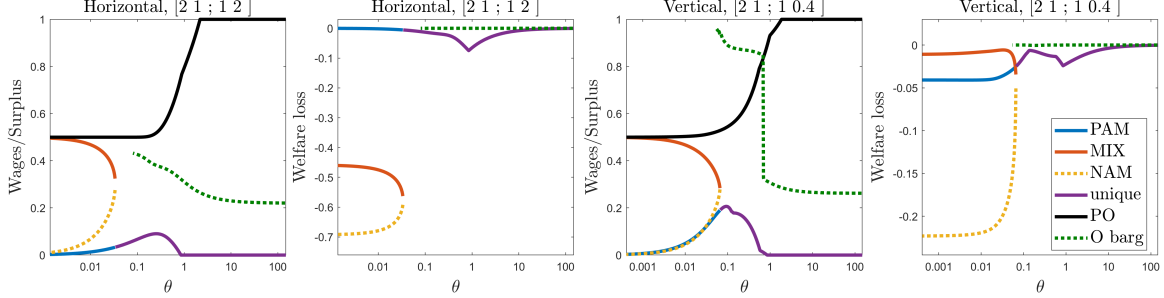 Horizontal, [2 1 ; 1 2 ]
Wages/Surplus
1
0.8
0.6
0.4
0.2
0
0.01
0.1
1
10
100
θ
Horizontal, [2 1 ; 1 2 ]
Welfare loss
0
-0.1
-0.2
-0.3
-0.4
-0.5
-0.6
-0.7
0.01
0.1
1
10
100
θ
Vertical, [2 1 ; 1 0.4 ]
Wages/Surplus
1
0.8
0.6
0.4
0.2
0
0.001
0.01
0.1
1
10
100
θ
Vertical, [2 1 ; 1 0.4 ]
Welfare loss
0
-0.05
-0.1
-0.15
-0.2
0.001
0.01
0.1
1
10
100
θ
PAM
MIX
NAM
unique
PO
O barg